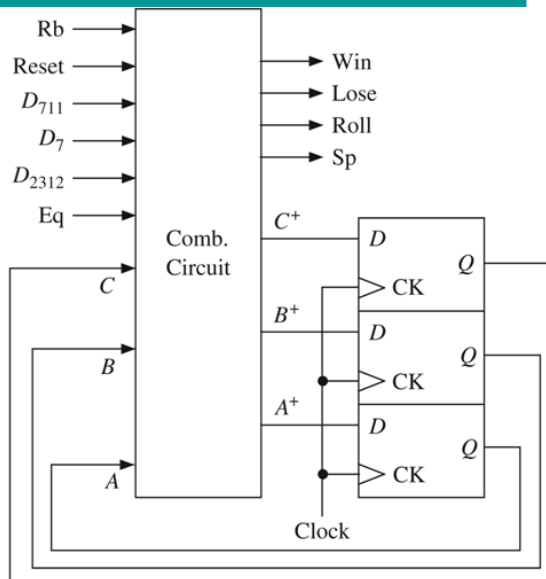 Rb
Reset
D₇₁₁
D₇
D₂₃₁₂
Eq
C
B
A
Comb.
Circuit
Win
Lose
Roll
Sp
C⁺
B⁺
A⁺
D
Q
CK
D
Q
CK
D
Q
CK
Clock